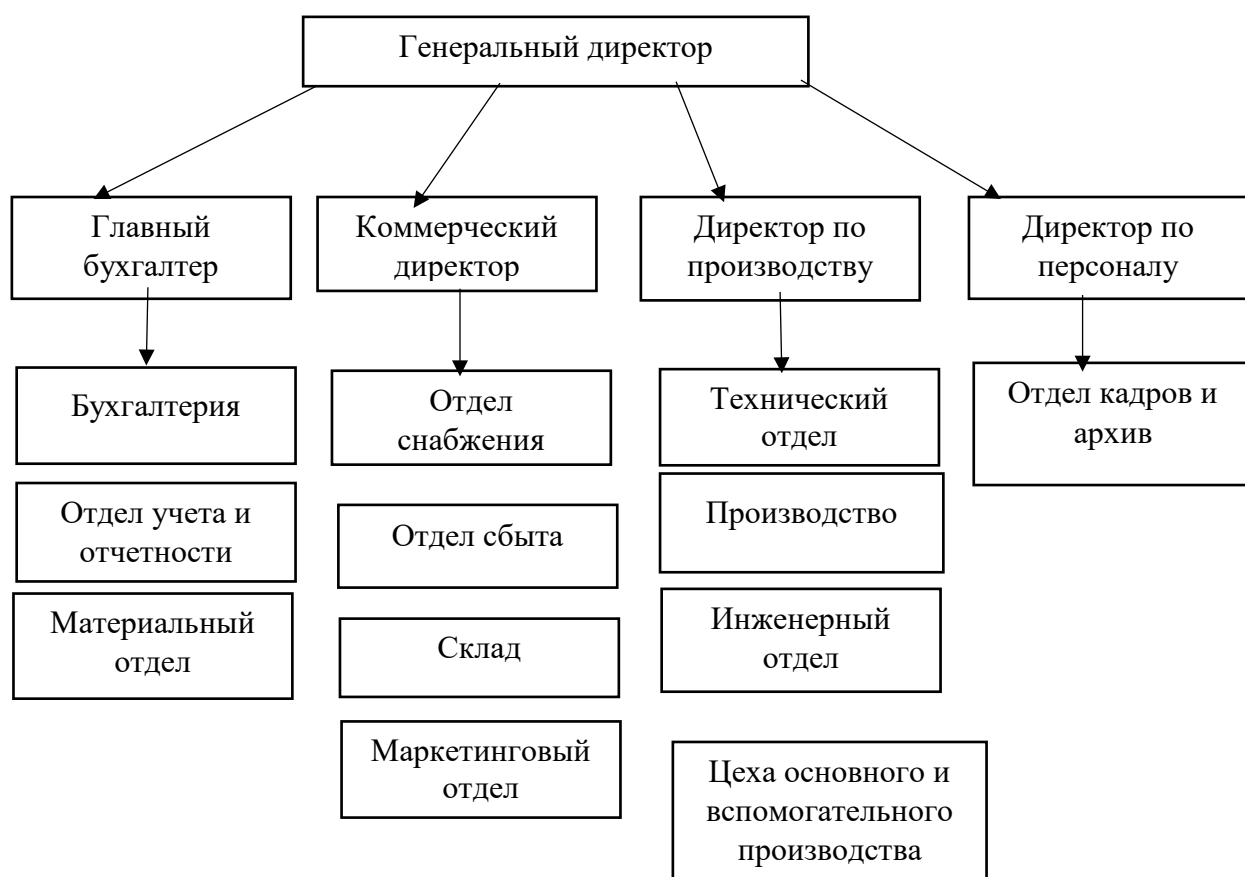 Генеральный директор
Главный
бухгалтер
Коммерческий
директор
Директор по
производству
Директор по
персоналу
Бухгалтерия
Отдел
снабжения
Технический
отдел
Отдел кадров и
архив
Отдел учета и
отчетности
Отдел сбыта
Производство
Материальный
отдел
Склад
Инженерный
отдел
Маркетинговый
отдел
Цеха основного и
вспомогательного
производства